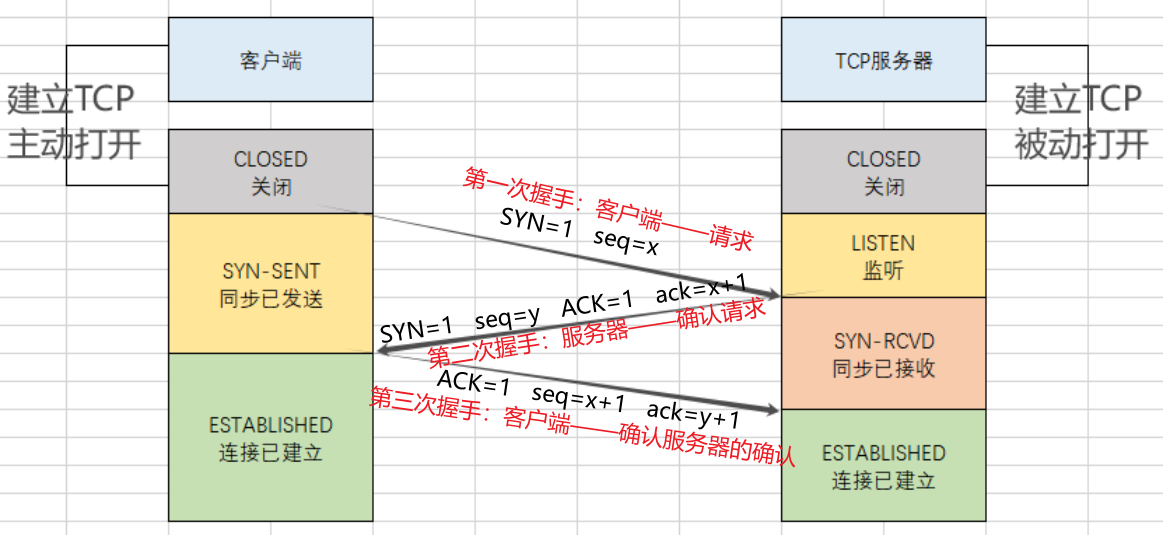 客户端
TCP服务器
建立TCP
主动打开
建立TCP
被动打开
CLOSED
关闭
CLOSED
关闭
第一次握手：客户端——请求
SYN=1 seq=x
SYN-SENT
同步已发送
LISTEN
监听
SYN=1 seq=y ACK=1 ack=x+1
第二次握手：服务器——确认请求
SYN-RCVD
同步已接收
ACK=1 seq=x+1 ack=y+1
第三次握手：客户端——确认服务器的确认
ESTABLISHED
连接已建立
ESTABLISHED
连接已建立